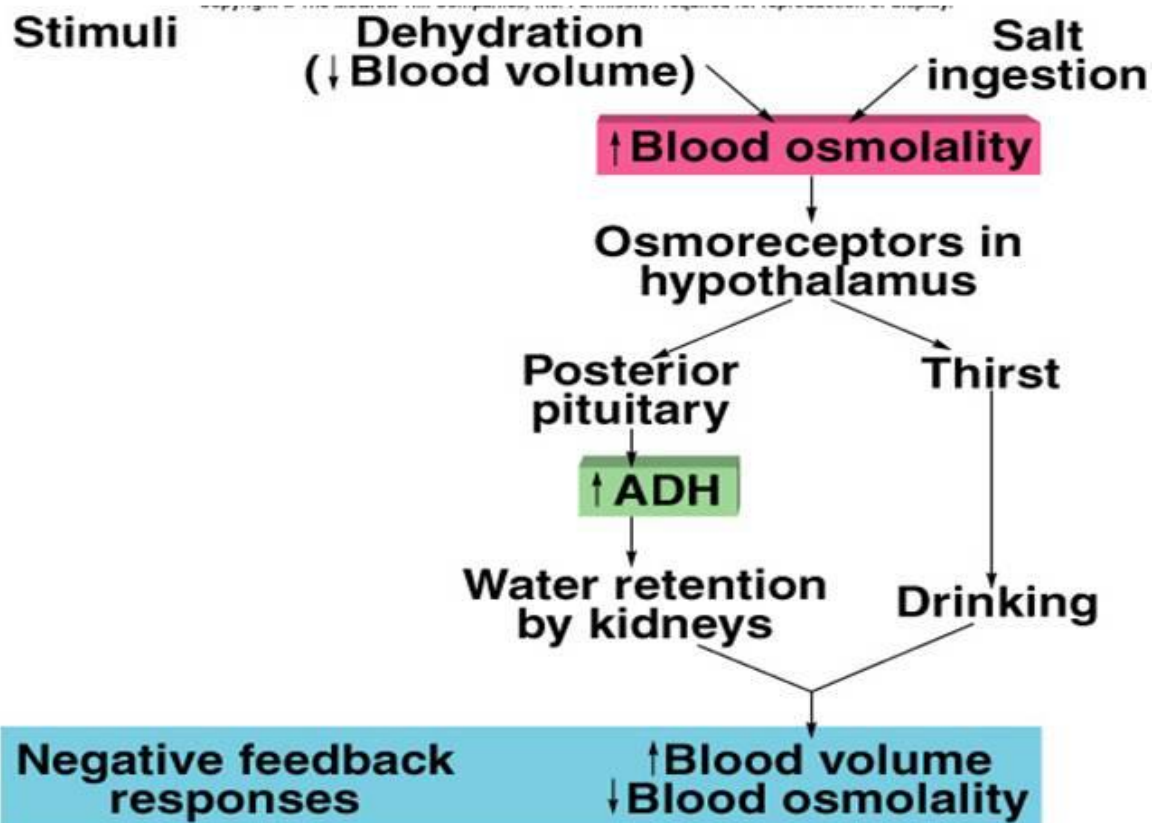 Stimuli
Dehydration
(↓Blood volume)
Salt
ingestion
↑Blood osmolality
Osmoreceptors in
hypothalamus
Posterior
pituitary
Thirst
↑ADH
Water retention
by kidneys
Drinking
Negative feedback
responses
↑Blood volume
↓Blood osmolality